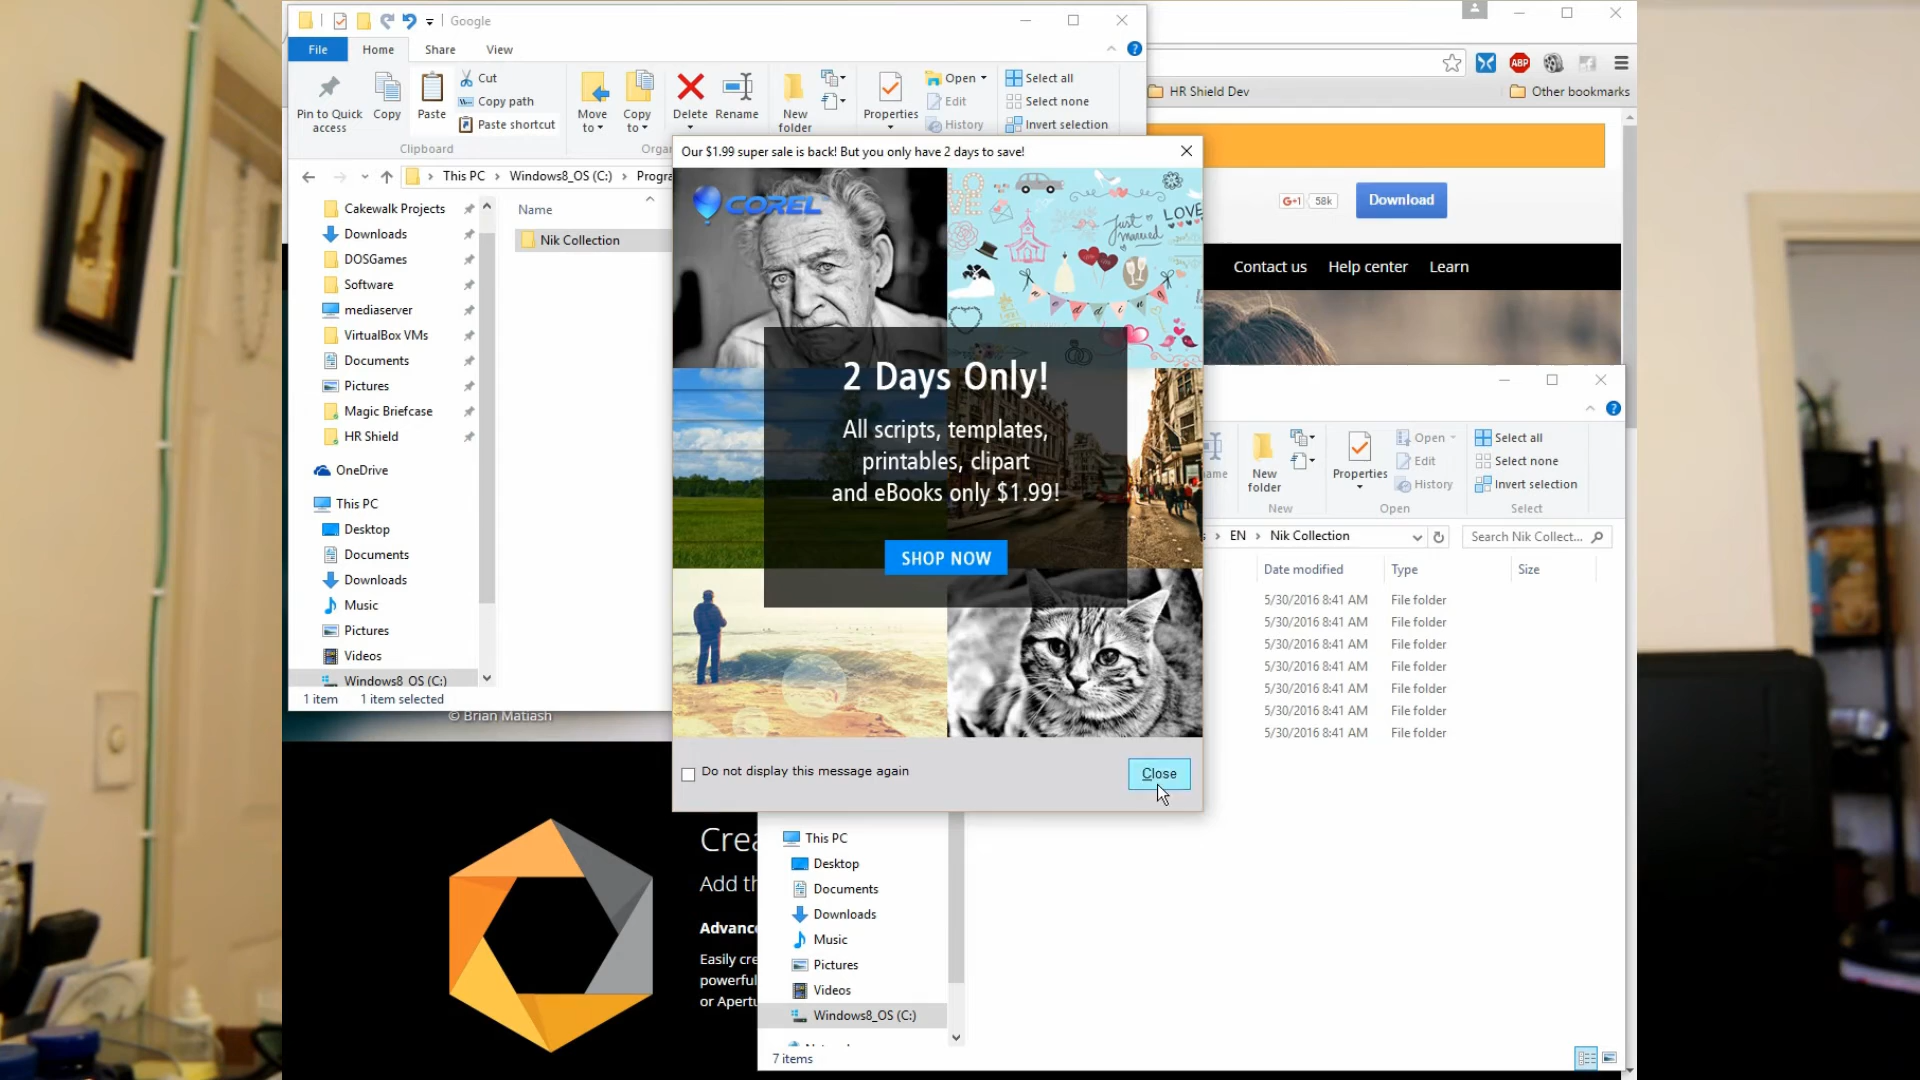 Google
File Home Share View
Pin to Quick access
Copy
Paste
Cut
Copy path
Paste shortcut
Move to
Copy to
Delete
Rename
New folder
Properties
Open
Edit
History
Select all
Select none
Invert selection
Clipboard
This PC > Windows8_OS (C:) >
Cakewalk Projects
Downloads
DOSGames
Software
mediaserver
VirtualBox VMs
Documents
Pictures
Magic Briefcase
HR Shield
OneDrive
This PC
Desktop
Documents
Downloads
Music
Pictures
Videos
Windows8_OS (C:)
1 item 1 item selected
Name
Nik Collection
© Brian Matiash
Our $1.99 super sale is back! But you only have 2 days to save!
COREL
Just married
LOVE
2 Days Only!
All scripts, templates,
printables, clipart
and eBooks only $1.99!
SHOP NOW
Do not display this message again
Close
ABP
HR Shield Dev
Other bookmarks
G+1 58k
Download
Contact us Help center Learn
New folder
Properties
Open
Edit
History
Select all
Select none
Invert selection
New Open Select
EN > Nik Collection
Search Nik Collect...
Date modified Type Size
5/30/2016 8:41 AM File folder
5/30/2016 8:41 AM File folder
5/30/2016 8:41 AM File folder
5/30/2016 8:41 AM File folder
5/30/2016 8:41 AM File folder
5/30/2016 8:41 AM File folder
5/30/2016 8:41 AM File folder
This PC
Desktop
Documents
Downloads
Music
Pictures
Videos
Windows8_OS (C:)
7 items
Add
Easily
powerful
or